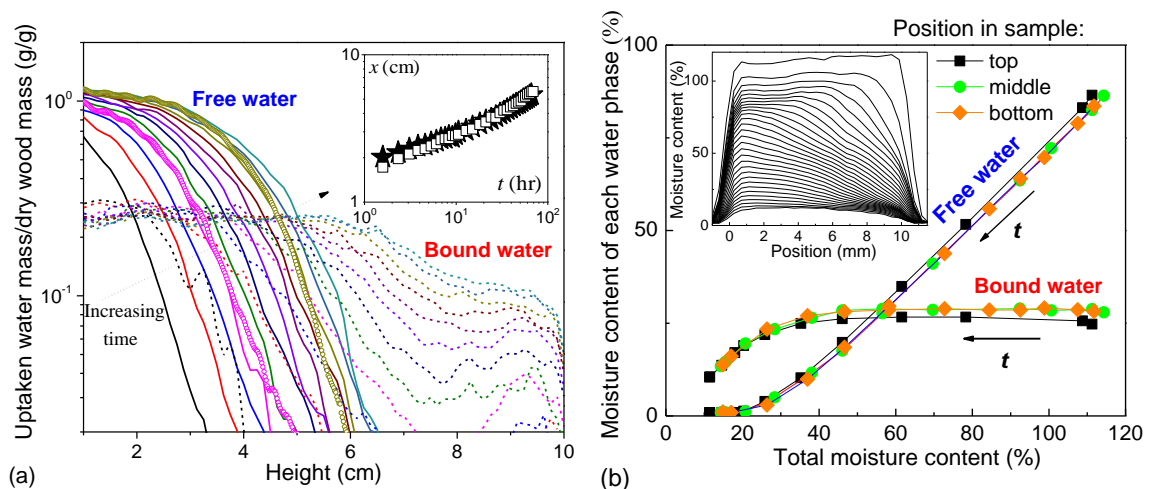 Uptaken water mass/dry wood mass (g/g)
10⁰
10⁻¹
Free water
Bound water
Increasing
time
2
4
6
8
10
Height (cm)
(a)
10
x (cm)
1
t (hr)
10⁰
10¹
10²
Position in sample:
top
middle
bottom
Moisture content of each water phase (%)
100
50
0
Free water
t
Bound water
t
0
20
40
60
80
100
120
Total moisture content (%)
(b)
Moisture content (%)
100
50
0
0
2
4
6
8
10
Position (mm)